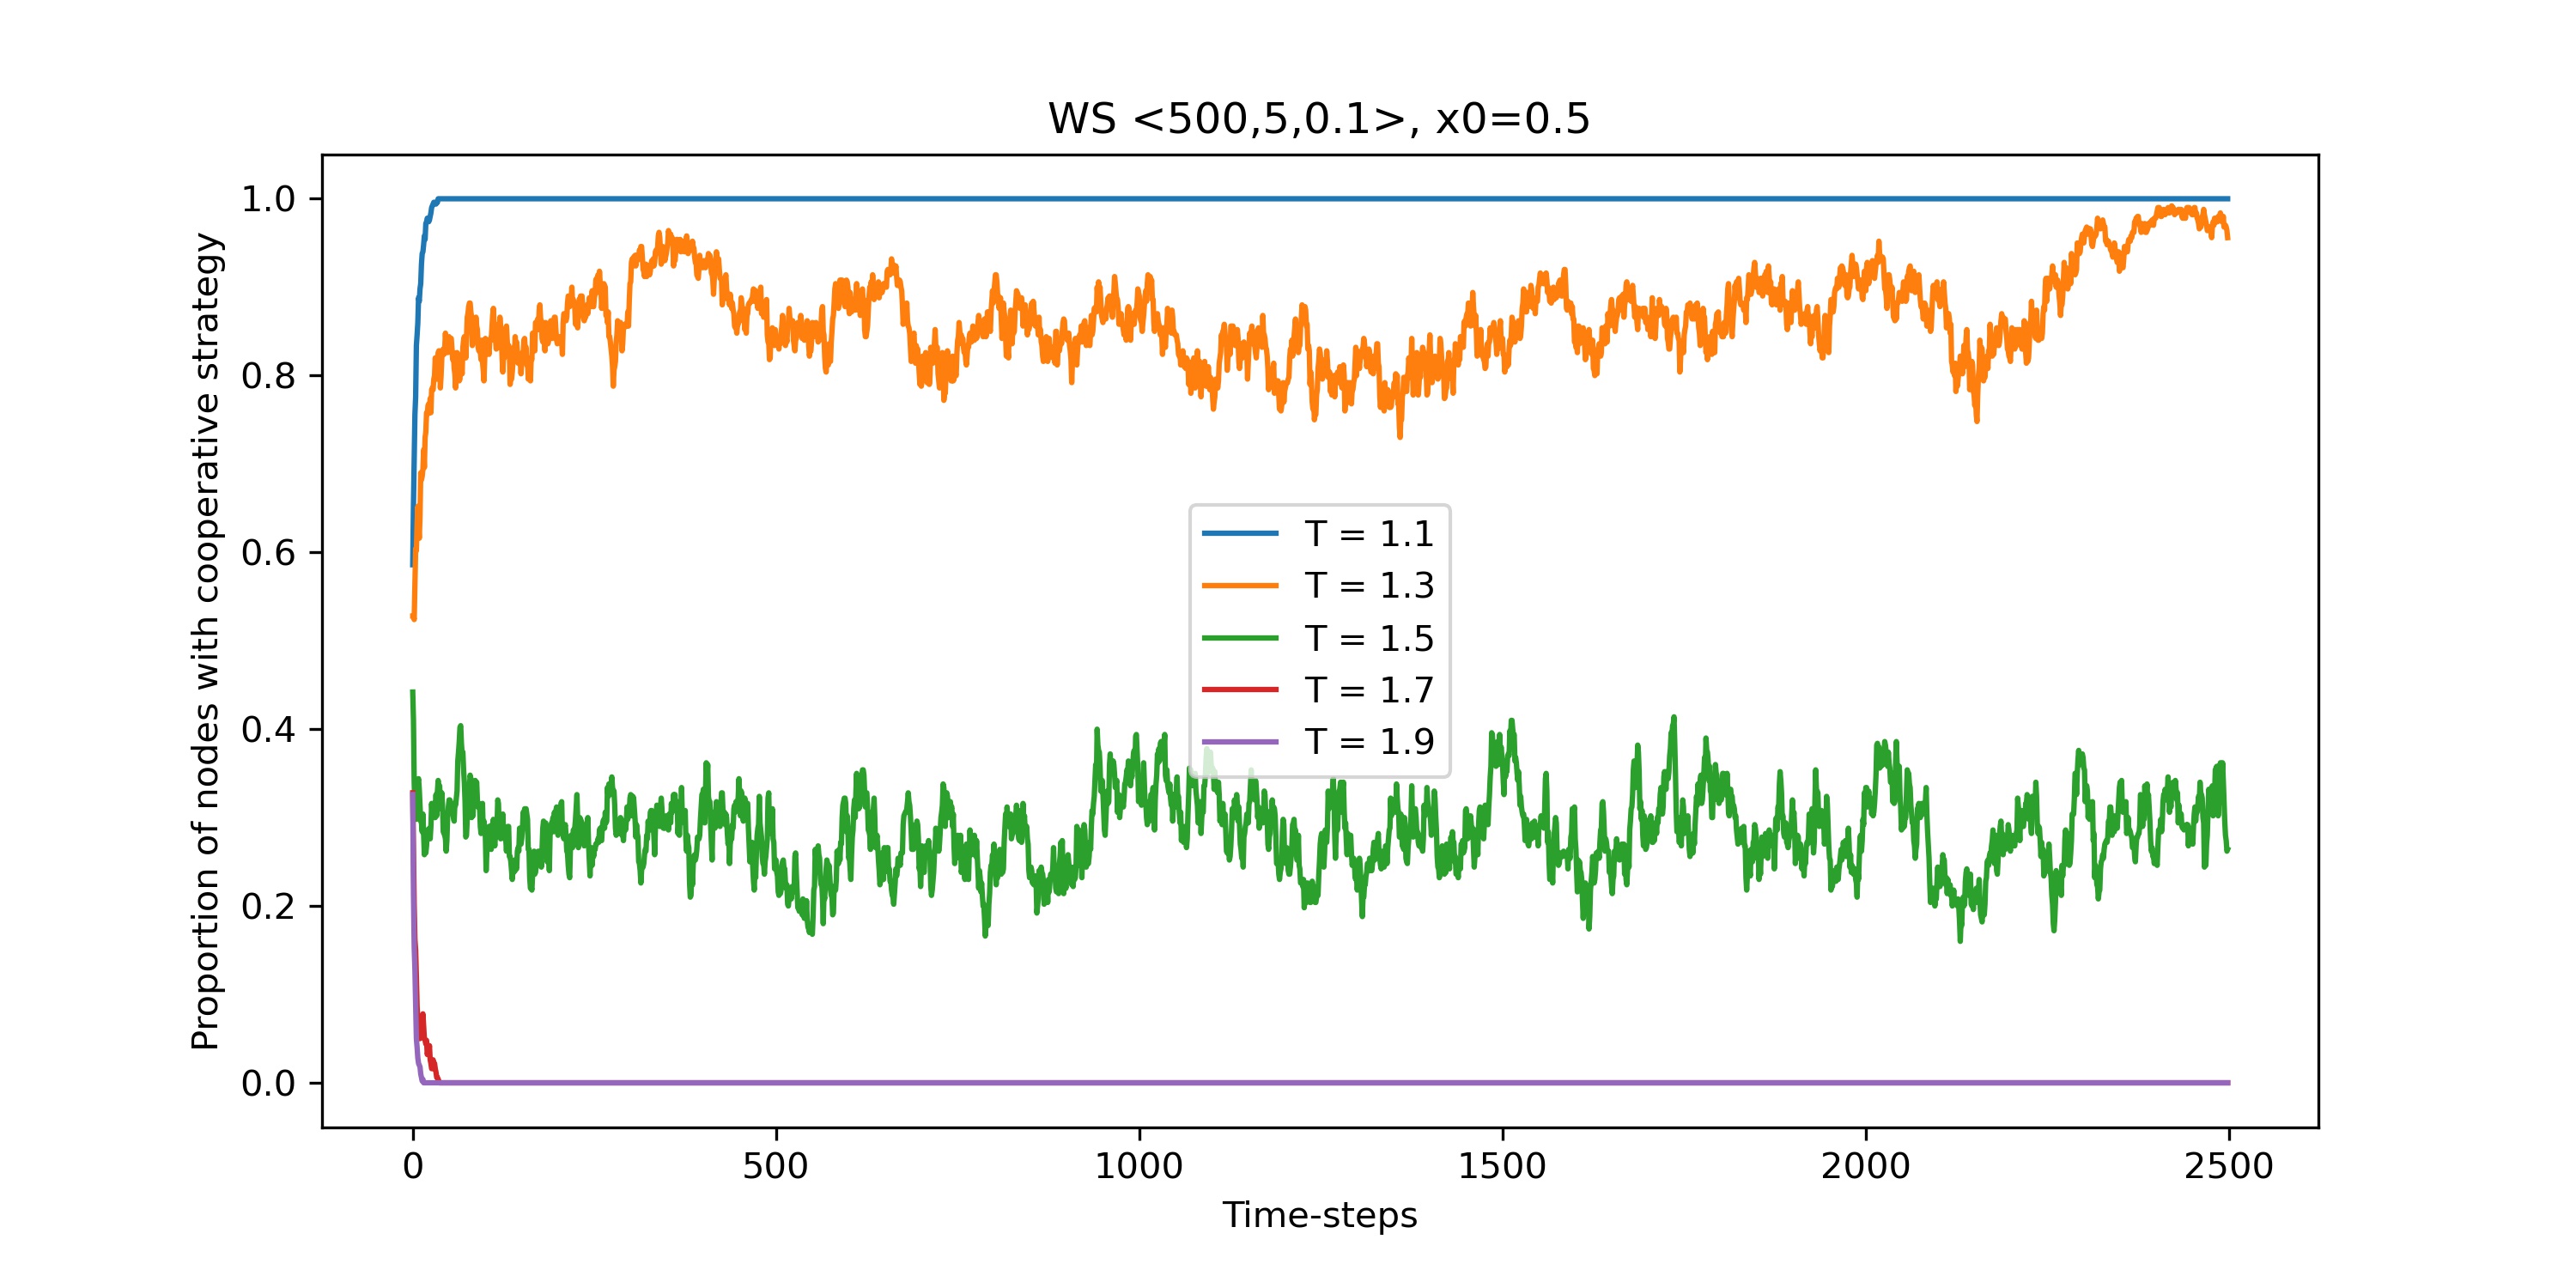 WS <500,5,0.1>, x0=0.5
Proportion of nodes with cooperative strategy
1.0
0.8
0.6
0.4
0.2
0.0
T = 1.1
T = 1.3
T = 1.5
T = 1.7
T = 1.9
0 500 1000 1500 2000 2500
Time-steps